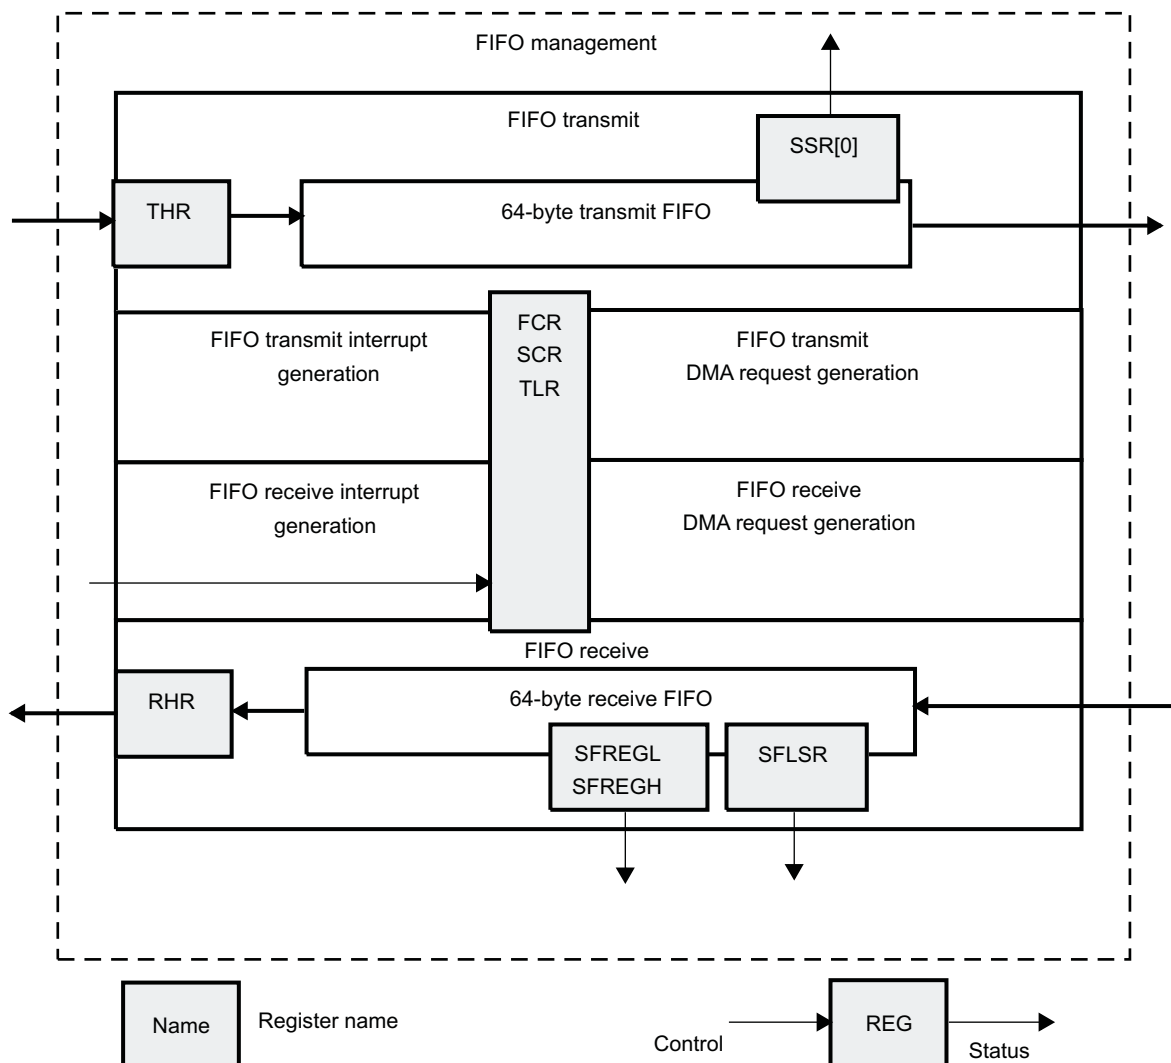 FIFO management
FIFO transmit
SSR[0]
THR
64-byte transmit FIFO
FCR
SCR
TLR
FIFO transmit interrupt
generation
FIFO transmit
DMA request generation
FIFO receive interrupt
generation
FIFO receive
DMA request generation
FIFO receive
RHR
64-byte receive FIFO
SFREGL
SFREGH
SFLSR
Name
Register name
Control
REG
Status